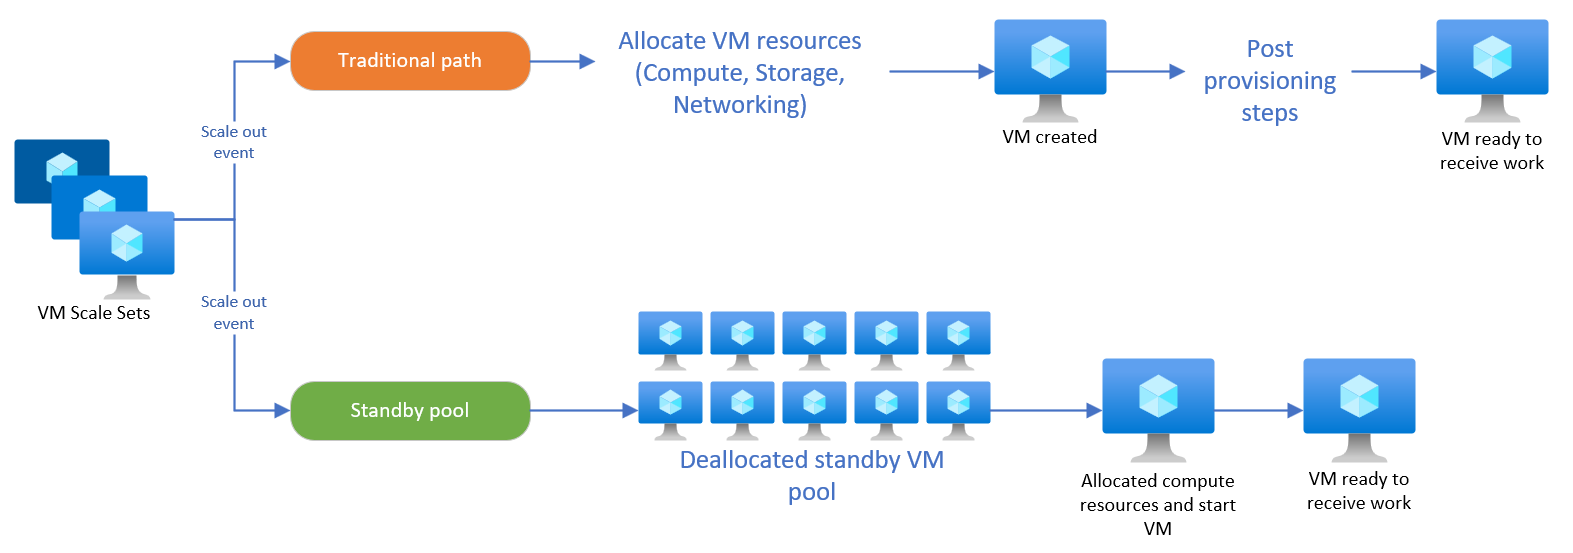 Traditional path
Allocate VM resources
(Compute, Storage,
Networking)
VM created
Post
provisioning
steps
VM ready to
receive work
Scale out
event
VM Scale Sets
Scale out
event
Standby pool
Deallocated standby VM
pool
Allocated compute
resources and start
VM
VM ready to
receive work